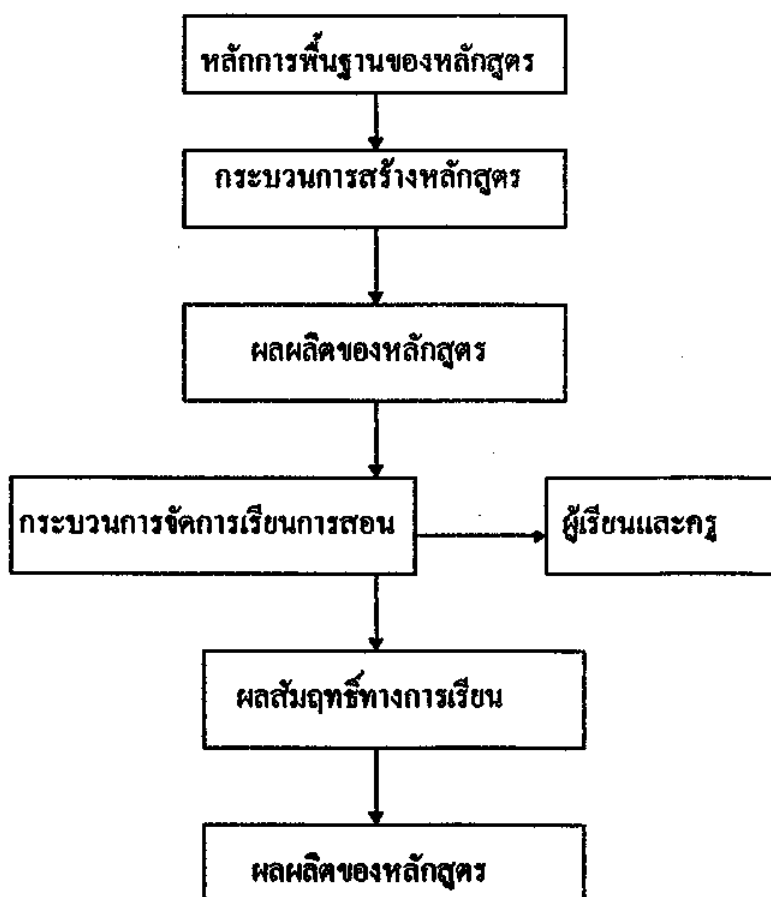 หลักการพื้นฐานของหลักสูตร
กระบวนการสร้างหลักสูตร
ผลผลิตของหลักสูตร
กระบวนการจัดการเรียนการสอน
ผู้เรียนและครู
ผลสัมฤทธิ์ทางการเรียน
ผลผลิตของหลักสูตร